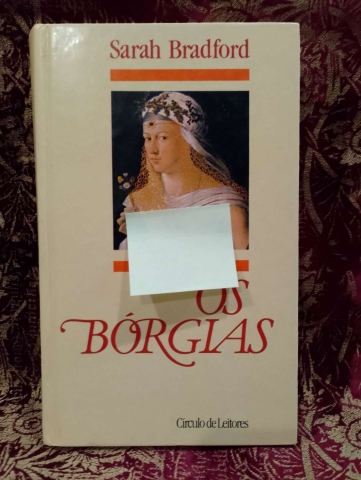 Sarah Bradford
OS
BÓRGIAS
Círculo de Leitores